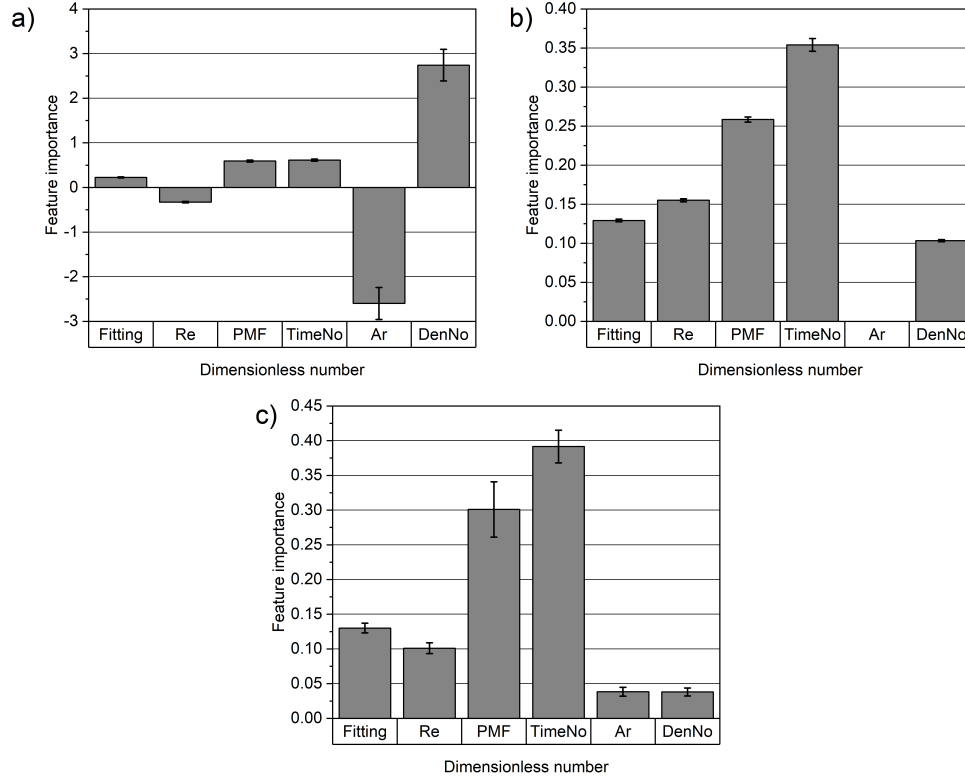 a)
Feature importance
4
3
2
1
0
-1
-2
-3
Fitting Re PMF TimeNo Ar DenNo
Dimensionless number
b)
Feature importance
0.40
0.35
0.30
0.25
0.20
0.15
0.10
0.05
0.00
Fitting Re PMF TimeNo Ar DenNo
Dimensionless number
c)
Feature importance
0.45
0.40
0.35
0.30
0.25
0.20
0.15
0.10
0.05
0.00
Fitting Re PMF TimeNo Ar DenNo
Dimensionless number